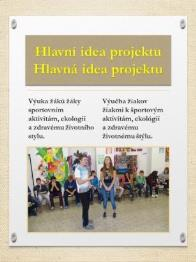 Hlavní idea projektu
Hlavná idea projektu
Výuka žáků žáky
sportovním
aktivitám, ekologii
a zdravému životního
stylu.
Výučba žiakov
žiakmi k športovým
aktivitám, ekológii
a zdravému
životnému štýlu.